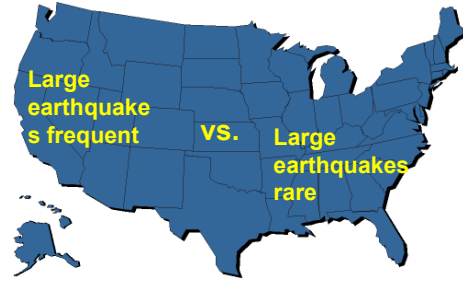 Large
earthquake
s frequent
vs.
Large
earthquakes
rare